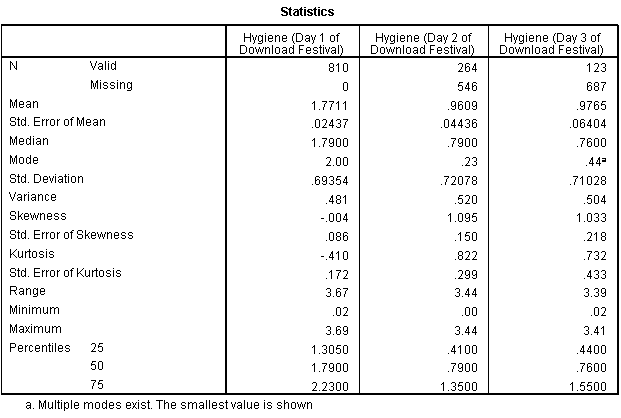 Statistics
Hygiene (Day 1 of Download Festival) Hygiene (Day 2 of Download Festival) Hygiene (Day 3 of Download Festival)
N Valid 810 264 123
Missing 0 546 687
Mean 1.7711 .9609 .9765
Std. Error of Mean .02437 .04436 .06404
Median 1.7900 .7900 .7600
Mode 2.00 .23 .44a
Std. Deviation .69354 .72078 .71028
Variance .481 .520 .504
Skewness -.004 1.095 1.033
Std. Error of Skewness .086 .150 .218
Kurtosis -.410 .822 .732
Std. Error of Kurtosis .172 .299 .433
Range 3.67 3.44 3.39
Minimum .02 .00 .02
Maximum 3.69 3.44 3.41
Percentiles 25 1.3050 .4100 .4400
50 1.7900 .7900 .7600
75 2.2300 1.3500 1.5500
a. Multiple modes exist. The smallest value is shown